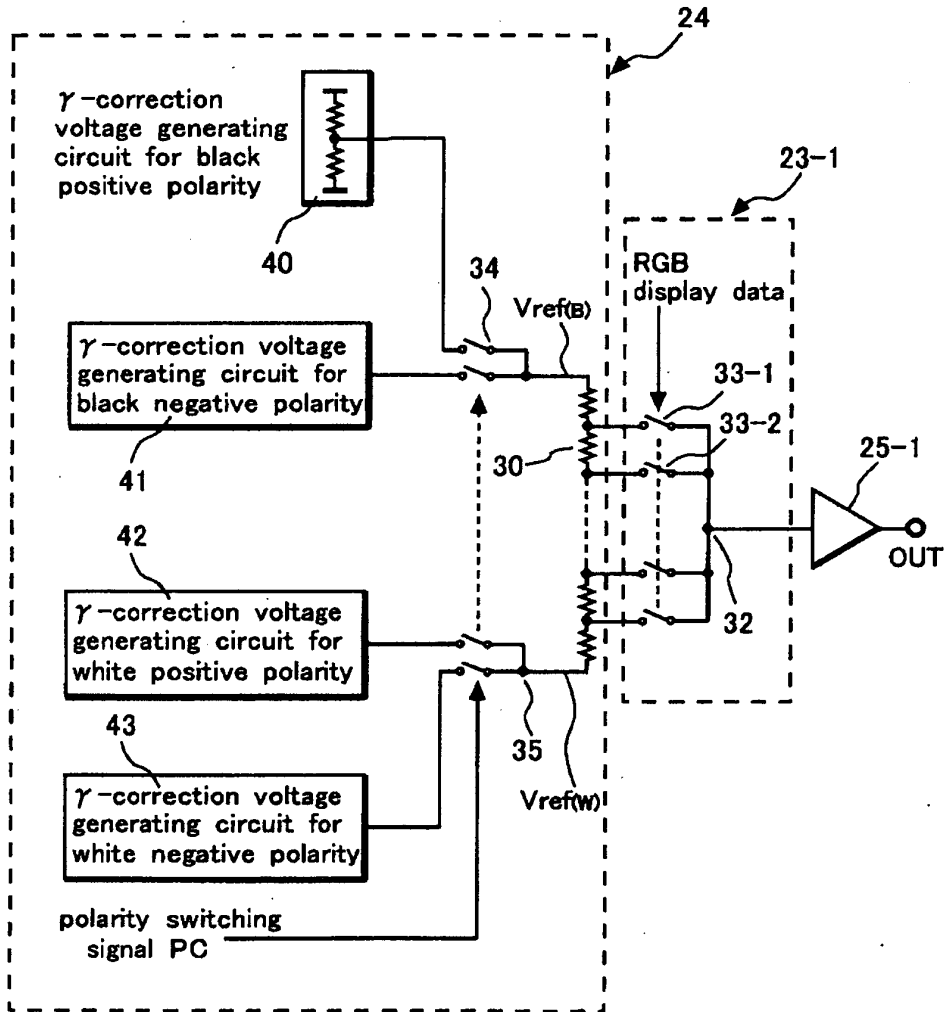 24
γ-correction
voltage generating
circuit for black
positive polarity
40
23-1
RGB
display data
34
Vref(B)
γ-correction voltage
generating circuit for
black negative polarity
41
33-1
33-2
30
25-1
OUT
32
42
γ-correction voltage
generating circuit for
white positive polarity
35
43
Vref(W)
γ-correction voltage
generating circuit for
white negative polarity
polarity switching
signal PC